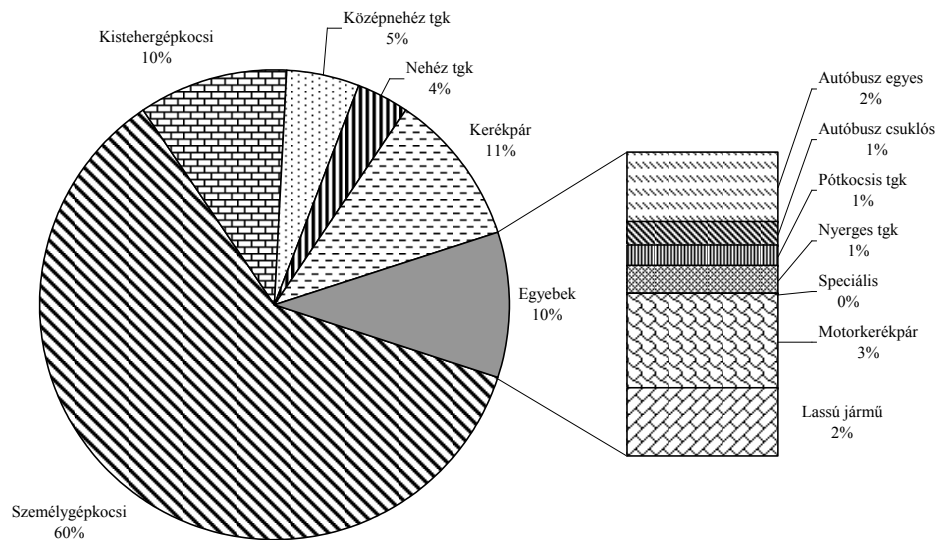 Középnehéz tgk
5%
Kistehergépkocsi
10%
Nehéz tgk
4%
Kerékpár
11%
Egyebek
10%
Személygépkocsi
60%
Autóbusz egyes
2%
Autóbusz csuklós
1%
Pótkocsis tgk
1%
Nyerges tgk
1%
Speciális
0%
Motorkerékpár
3%
Lassú jármű
2%